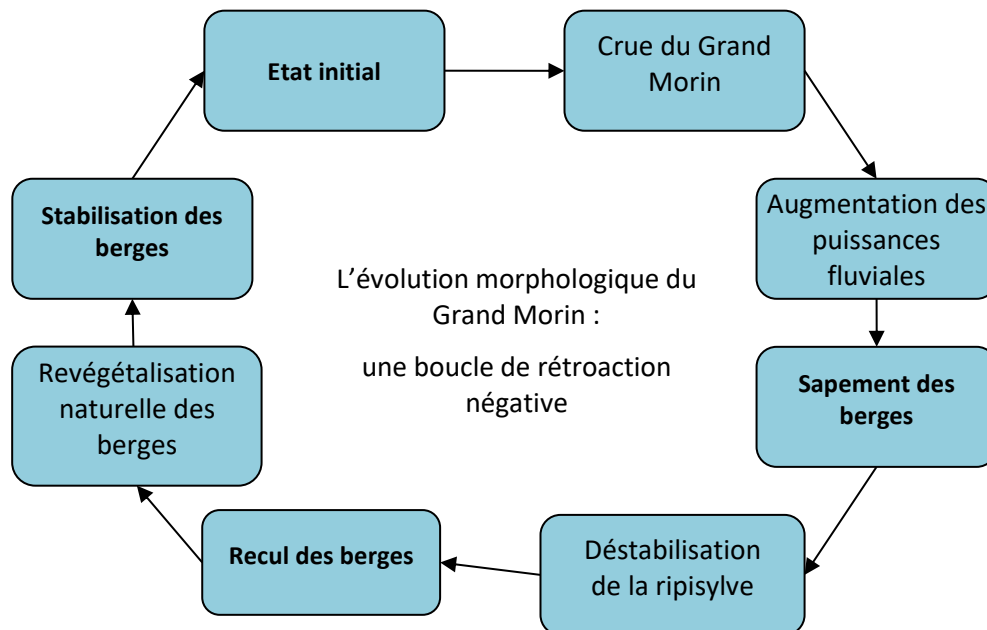 Etat initial
Crue du Grand
Morin
Augmentation des
puissances
fluviales
Sapement des
berges
Déstabilisation
de la ripisylve
Recul des berges
Revégétalisation
naturelle des
berges
Stabilisation des
berges
L'évolution morphologique du
Grand Morin :
une boucle de rétroaction
négative